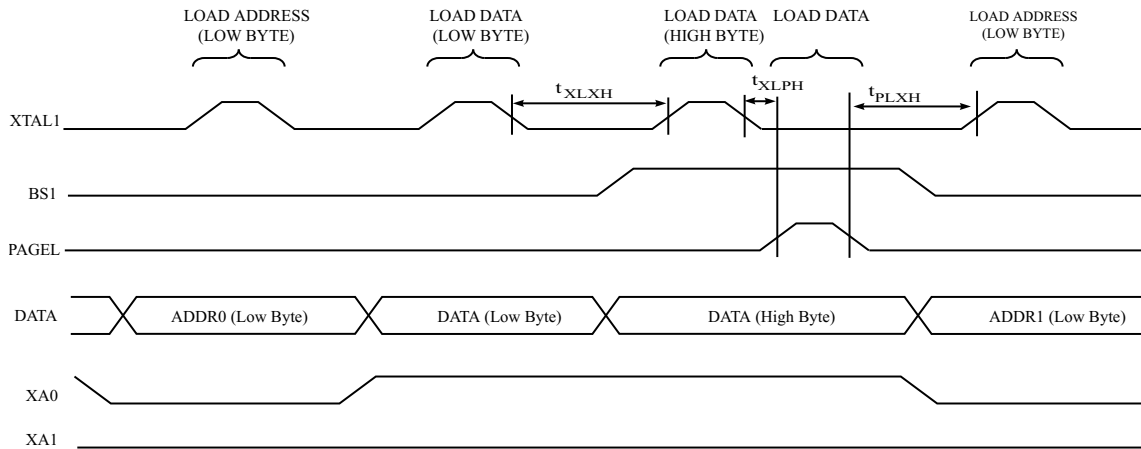 LOAD ADDRESS
(LOW BYTE)
LOAD DATA
(LOW BYTE)
LOAD DATA
(HIGH BYTE)
LOAD DATA
LOAD ADDRESS
(LOW BYTE)
tXLXH
tXLPH
tPLXH
XTAL1
BS1
PAGEL
DATA
ADDR0 (Low Byte)
DATA (Low Byte)
DATA (High Byte)
ADDR1 (Low Byte)
XA0
XA1